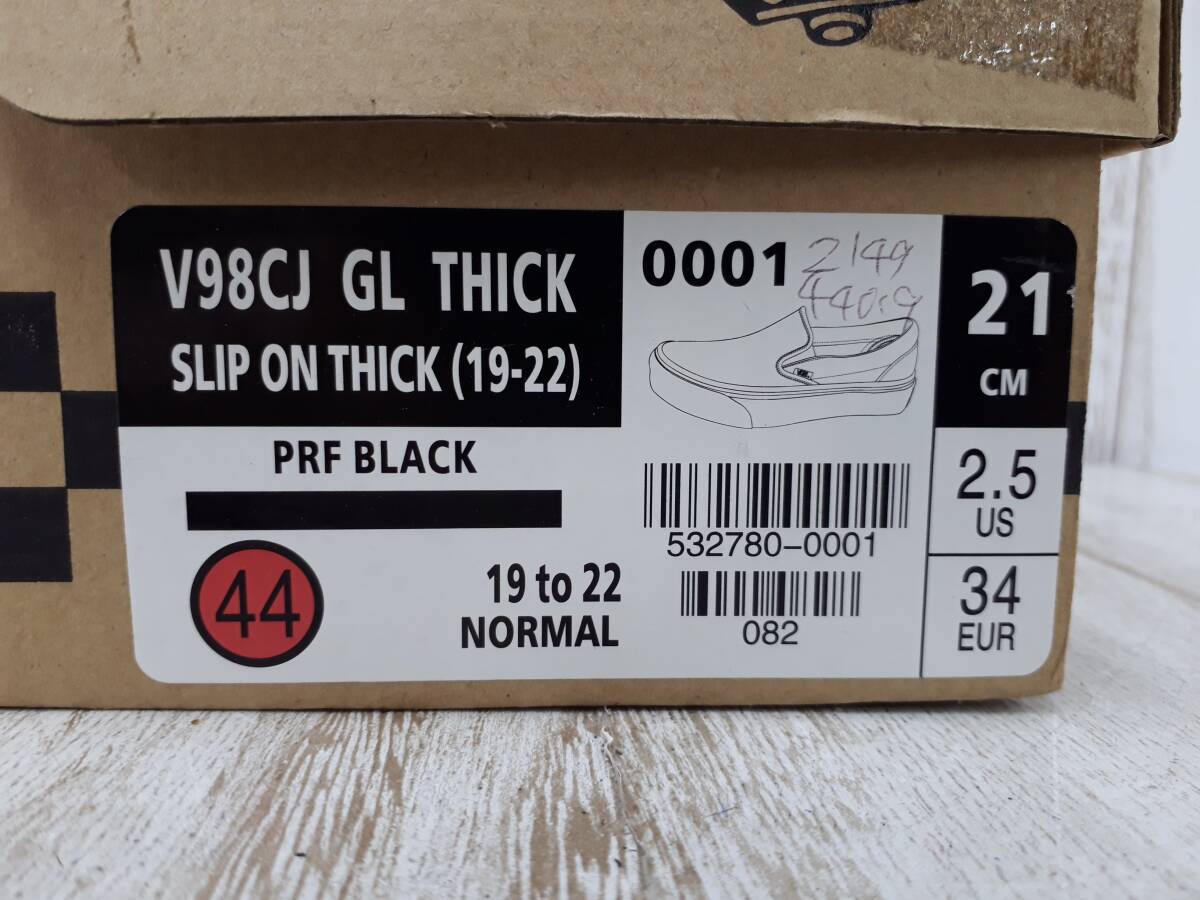 V98CJ GL THICK
SLIP ON THICK (19-22)
PRF BLACK
44
19 to 22
NORMAL
0001
2149
532780-0001
082
21
CM
2.5
US
34
EUR